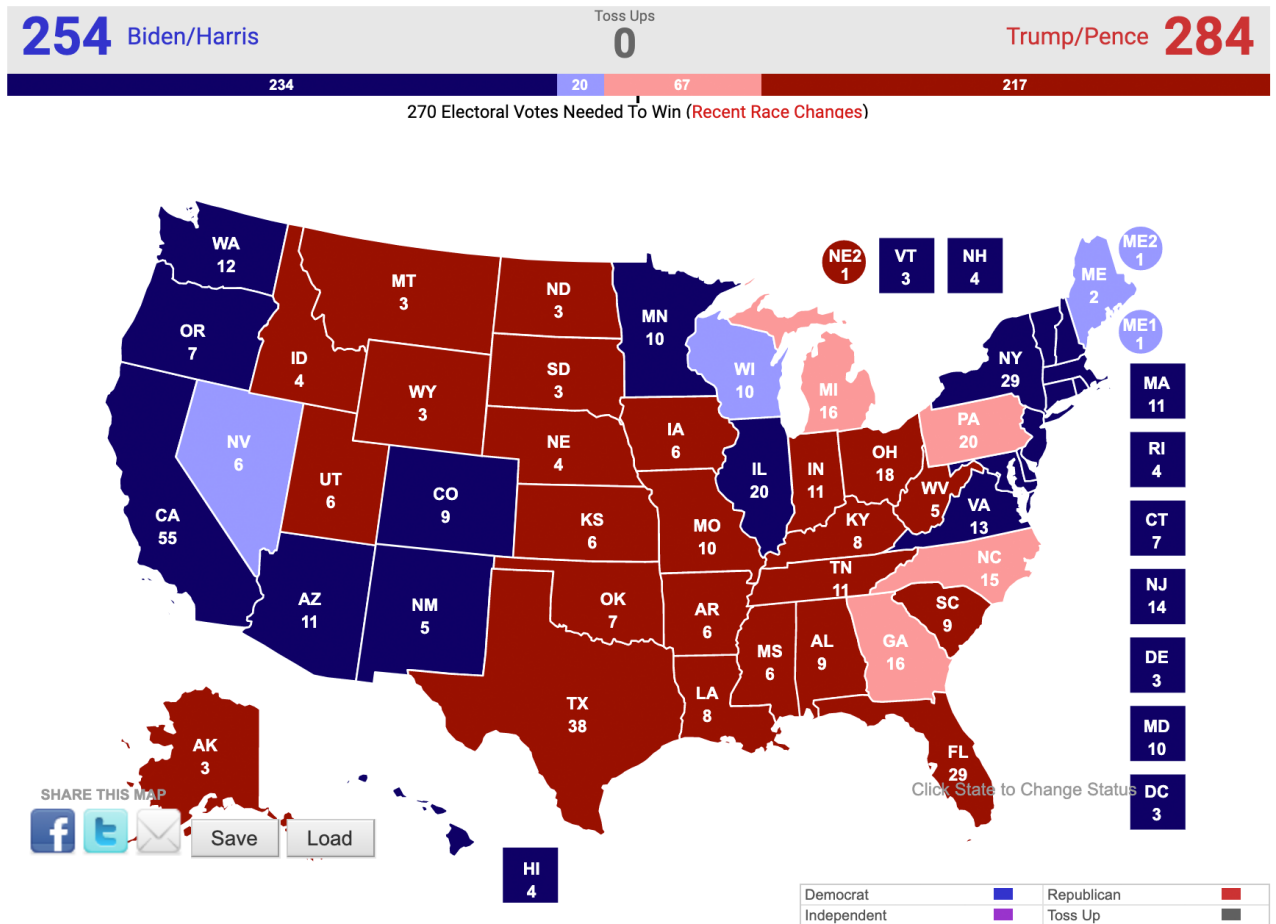 254 Biden/Harris
Toss Ups
0
Trump/Pence 284
234 20 67 217
270 Electoral Votes Needed To Win (Recent Race Changes)
WA
12
OR
7
CA
55
NV
6
ID
4
MT
3
WY
3
UT
6
CO
9
AZ
11
NM
5
ND
3
SD
3
NE
4
KS
6
OK
7
TX
38
MN
10
IA
6
MO
10
AR
6
LA
8
WI
10
IL
20
MI
16
IN
11
OH
18
KY
8
TN
11
MS
6
AL
9
GA
16
FL
29
SC
9
NC
15
VA
13
WV
5
PA
20
NY
29
ME
2
NE2
1
VT
3
NH
4
ME2
1
ME1
1
MA
11
RI
4
CT
7
NJ
14
DE
3
MD
10
DC
3
AK
3
HI
4
Click State to Change Status
SHARE THIS MAP
f t Save Load
Democrat Republican
Independent Toss Up